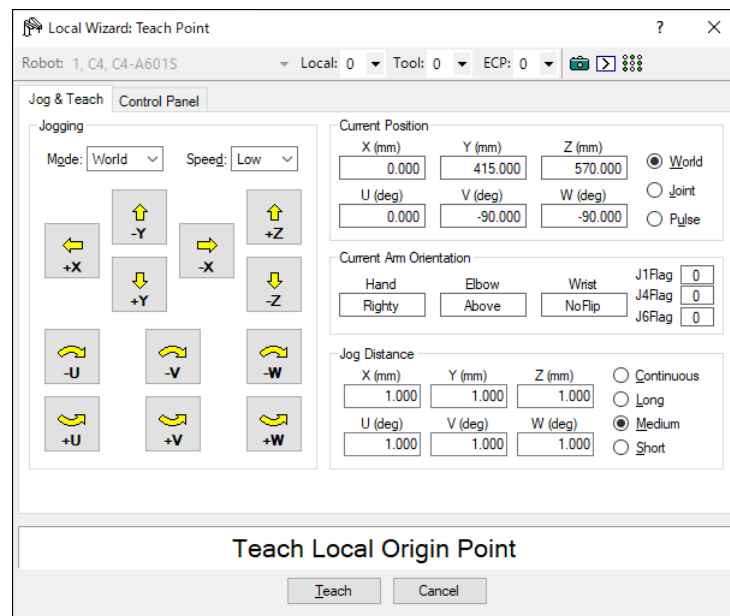 Local Wizard: Teach Point ? ×
Robot: 1, C4, C4-A601S Local: 0 Tool: 0 ECP: 0
Jog & Teach Control Panel
Jogging
Mode: World Speed: Low
-Y
+Z
+X
-X
+Y
-Z
-U -V -W
+U +V +W
Current Position
X (mm) Y (mm) Z (mm)
0.000 415.000 570.000
U (deg) V (deg) W (deg)
0.000 -90.000 -90.000
World
Joint
Pulse
Current Arm Orientation
Hand Elbow Wrist
Righty Above NoFlip
J1Flag 0
J4Flag 0
J6Flag 0
Jog Distance
X (mm) Y (mm) Z (mm)
1.000 1.000 1.000
U (deg) V (deg) W (deg)
1.000 1.000 1.000
Continuous
Long
Medium
Short
Teach Local Origin Point
Teach Cancel